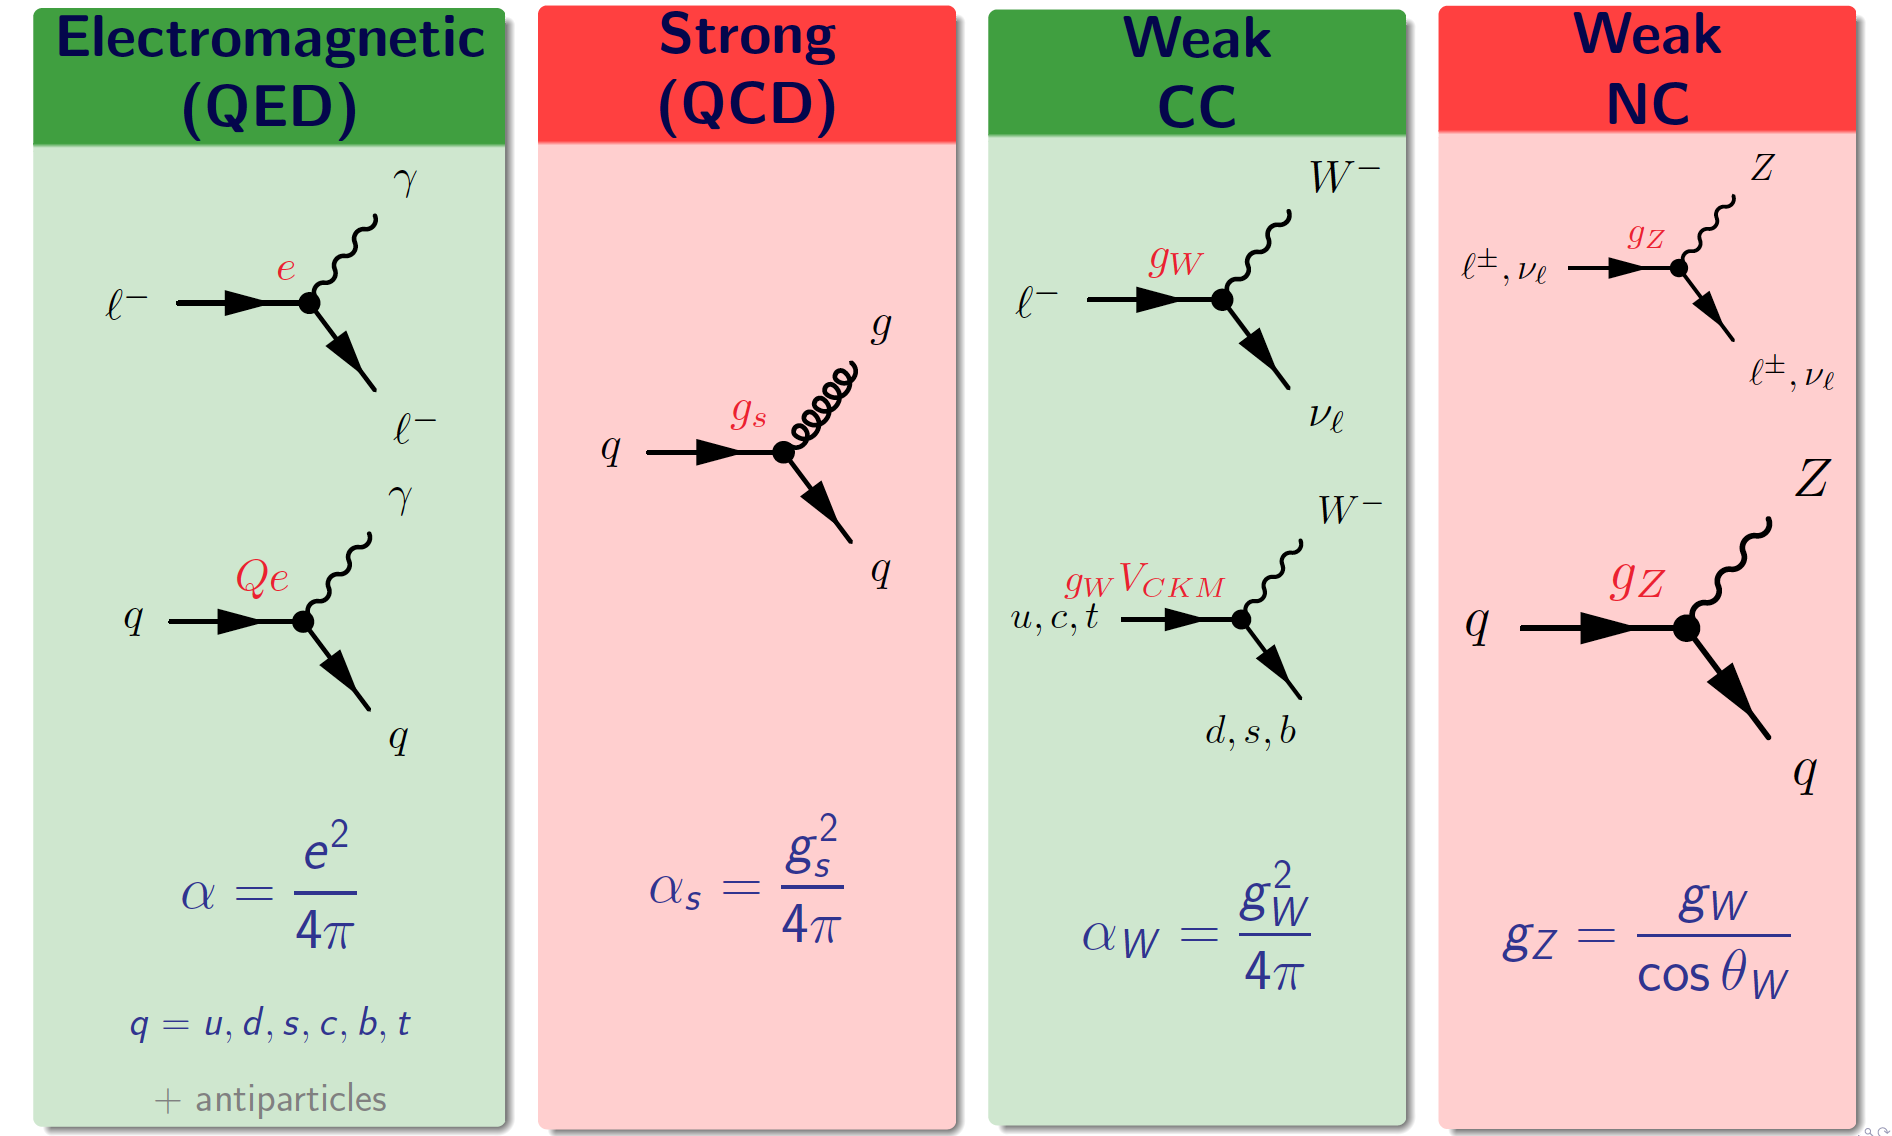 Electromagnetic
(QED)
γ
e
ℓ⁻
ℓ⁻
γ
Qe
q
q
α = e² / 4π
q = u, d, s, c, b, t
+ antiparticles
Strong
(QCD)
g
g_s
q
q
α_s = g_s² / 4π
Weak
CC
W⁻
g_W
ℓ⁻
ν_ℓ
W⁻
g_W V_CKM
u, c, t
d, s, b
α_W = g_W² / 4π
Weak
NC
Z
g_Z
ℓ^±, ν_ℓ
ℓ^±, ν_ℓ
Z
g_Z
q
q
g_Z = g_W / cos θ_W